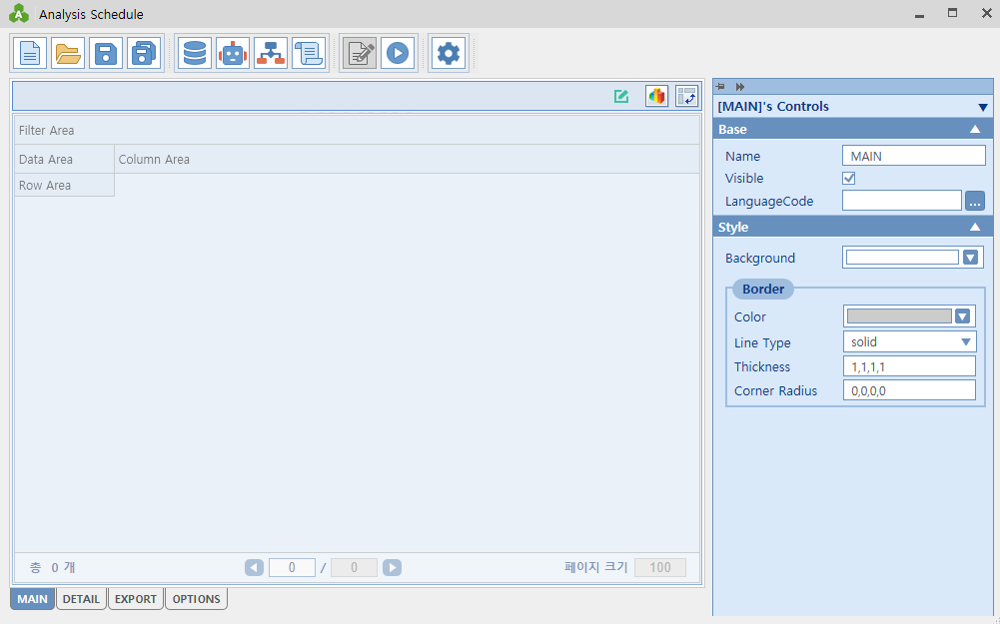 Analysis Schedule
Filter Area
Data Area
Column Area
Row Area
총 0 개
0 / 0
페이지 크기 100
MAIN
DETAIL
EXPORT
OPTIONS
[MAIN]'s Controls
Base
Name MAIN
Visible
LanguageCode ...
Style
Background
Border
Color
Line Type solid
Thickness 1,1,1,1
Corner Radius 0,0,0,0